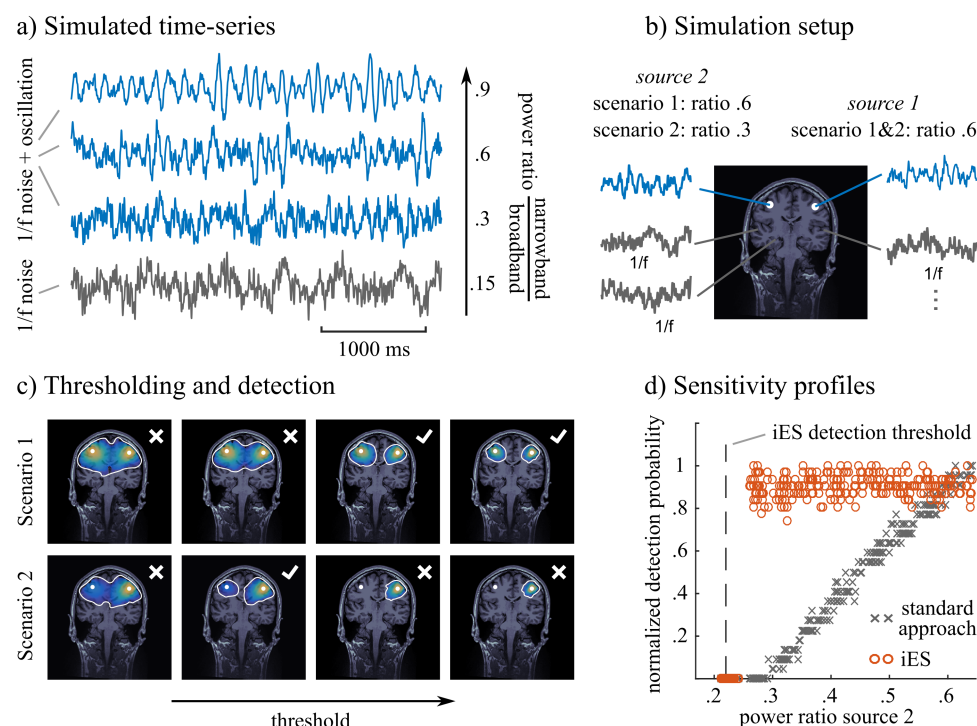 a) Simulated time-series
1/f noise + oscillation
1/f noise
.9
.6
.3
.15
power ratio
narrowband
broadband
1000 ms
b) Simulation setup
source 2
scenario 1: ratio .6
scenario 2: ratio .3
source 1
scenario 1&2: ratio .6
1/f
1/f
1/f
c) Thresholding and detection
Scenario 1
Scenario 2
threshold
d) Sensitivity profiles
normalized detection probability
1
.8
.6
.4
.2
iES detection threshold
standard
approach
iES
0.2
.3
.4
.5
.6
power ratio source 2